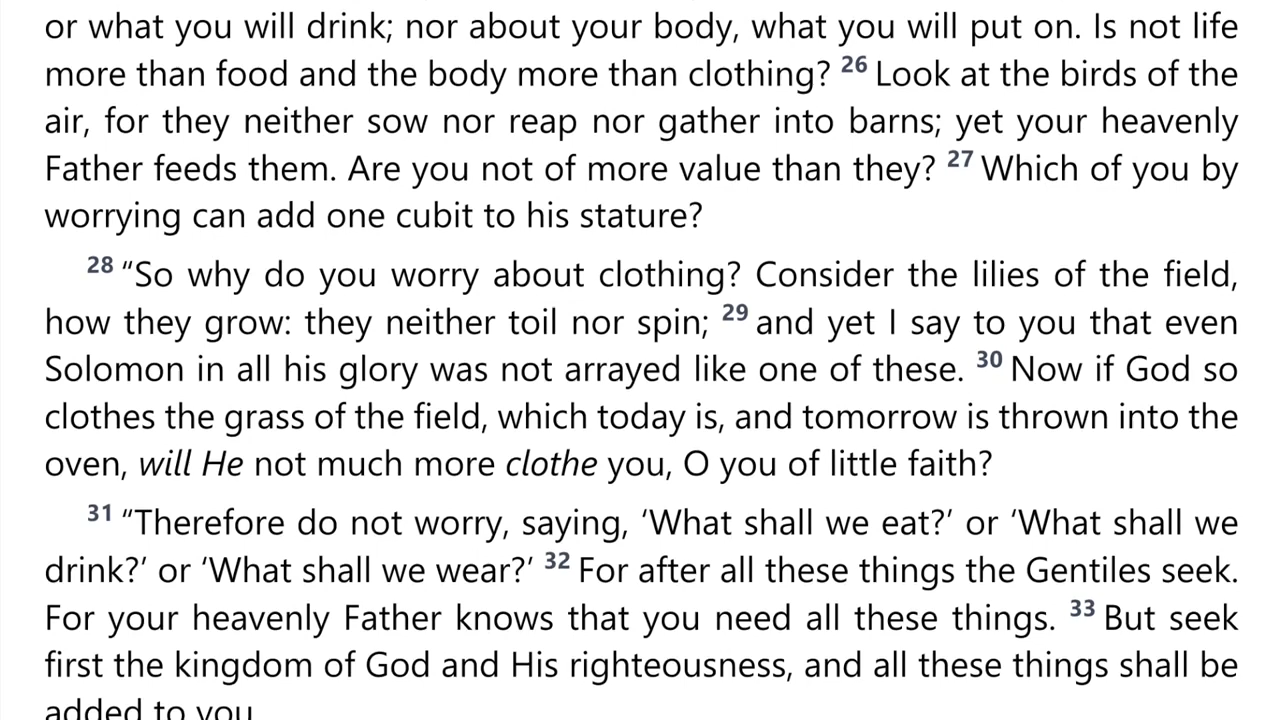 or what you will drink; nor about your body, what you will put on. Is not life
more than food and the body more than clothing? 26 Look at the birds of the
air, for they neither sow nor reap nor gather into barns; yet your heavenly
Father feeds them. Are you not of more value than they? 27 Which of you by
worrying can add one cubit to his stature?
28 “So why do you worry about clothing? Consider the lilies of the field,
how they grow: they neither toil nor spin; 29 and yet I say to you that even
Solomon in all his glory was not arrayed like one of these. 30 Now if God so
clothes the grass of the field, which today is, and tomorrow is thrown into the
oven, will He not much more clothe you, O you of little faith?
31 “Therefore do not worry, saying, ‘What shall we eat?’ or ‘What shall we
drink?’ or ‘What shall we wear?’ 32 For after all these things the Gentiles seek.
For your heavenly Father knows that you need all these things. 33 But seek
first the kingdom of God and His righteousness, and all these things shall be
added to you